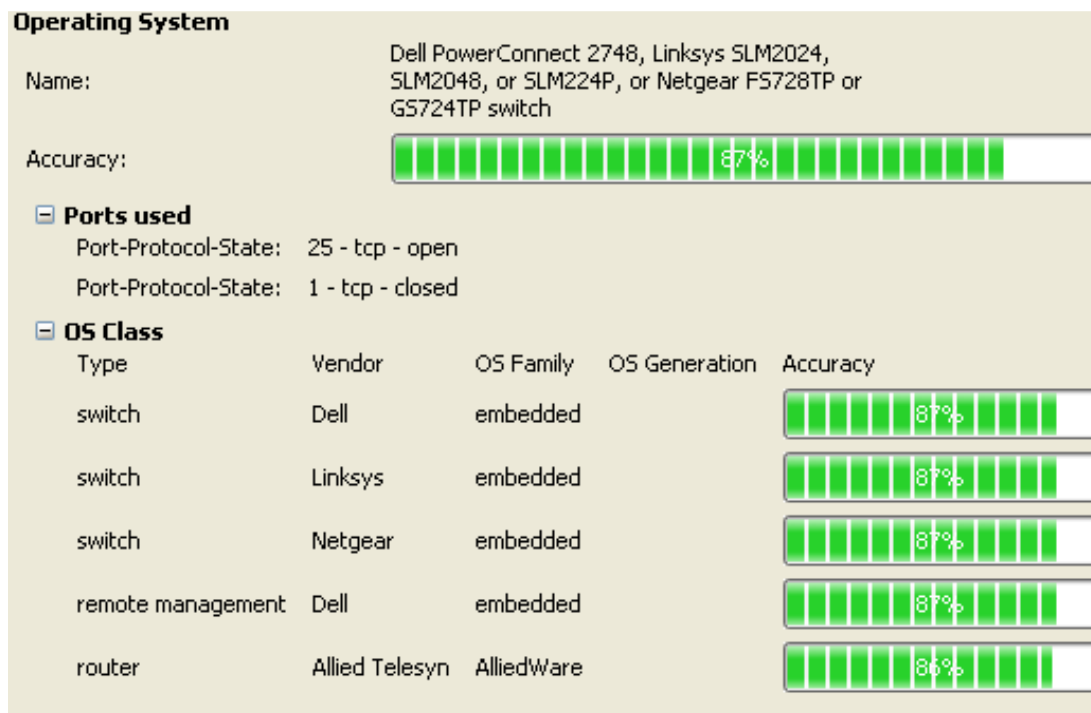 Operating System
Name:
Dell PowerConnect 2748, Linksys SLM2024,
SLM2048, or SLM224P, or Netgear FS728TP or
GS724TP switch
Accuracy:
87%
Ports used
Port-Protocol-State: 25 - tcp - open
Port-Protocol-State: 1 - tcp - closed
OS Class
Type Vendor OS Family OS Generation Accuracy
switch Dell embedded 87%
switch Linksys embedded 87%
switch Netgear embedded 87%
remote management Dell embedded 87%
router Allied Telesyn AlliedWare 86%